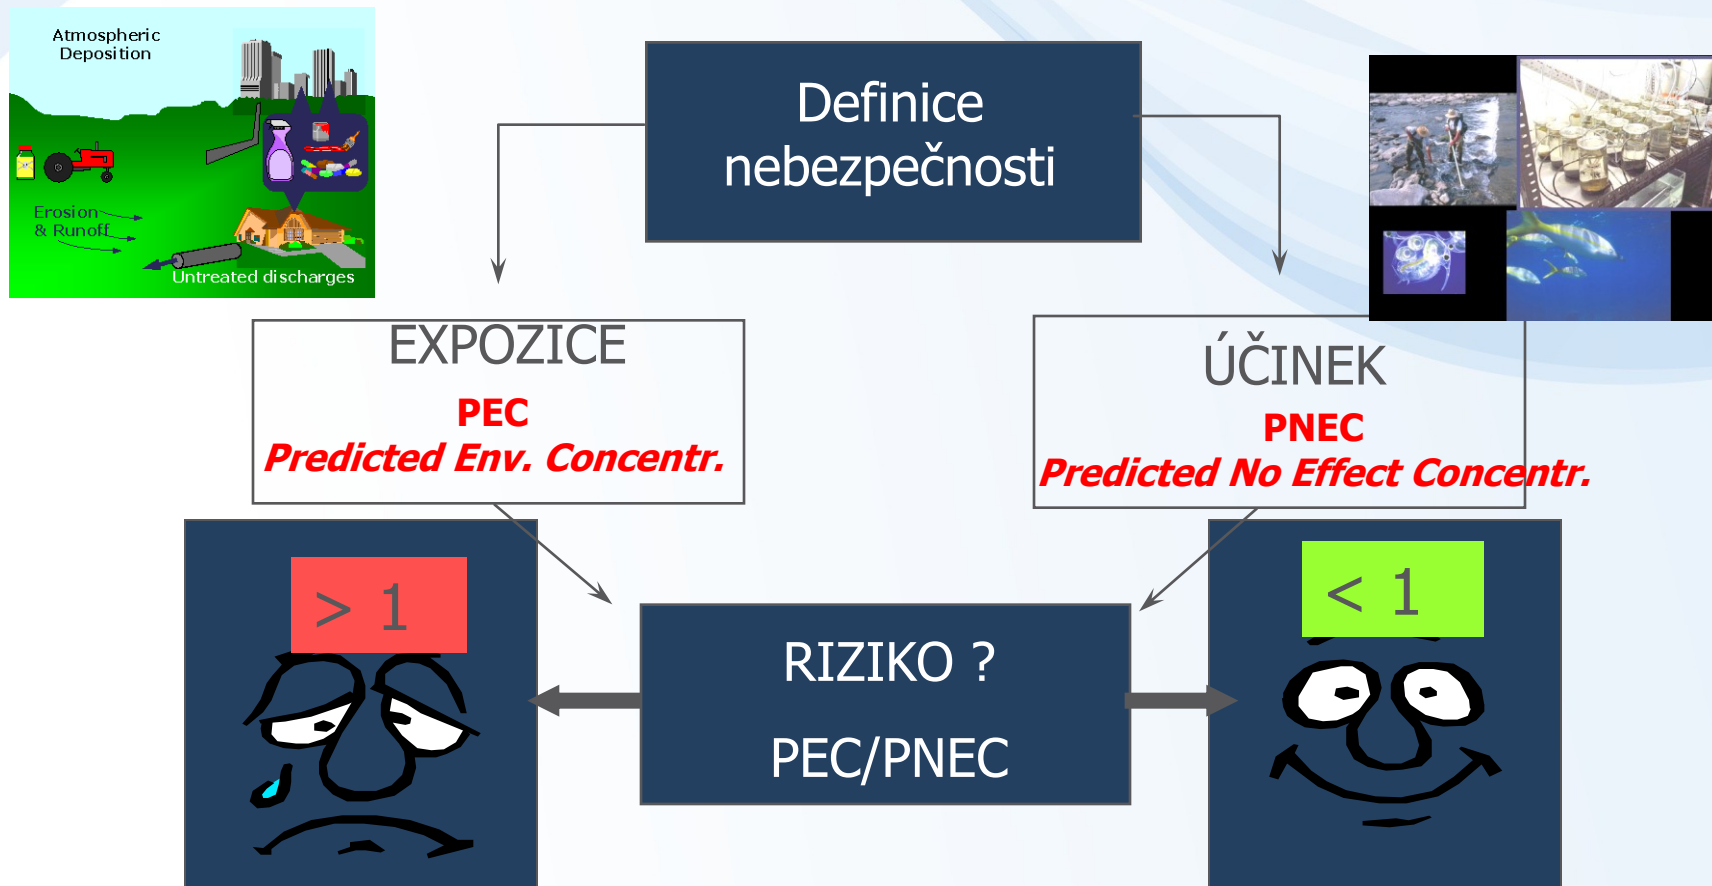 Atmospheric
Deposition
Erosion
& Runoff
Untreated discharges
Definice
nebezpečnosti
EXPOZICE
PEC
Predicted Env. Concentr.
ÚČINEK
PNEC
Predicted No Effect Concentr.
> 1
< 1
RIZIKO ?
PEC/PNEC